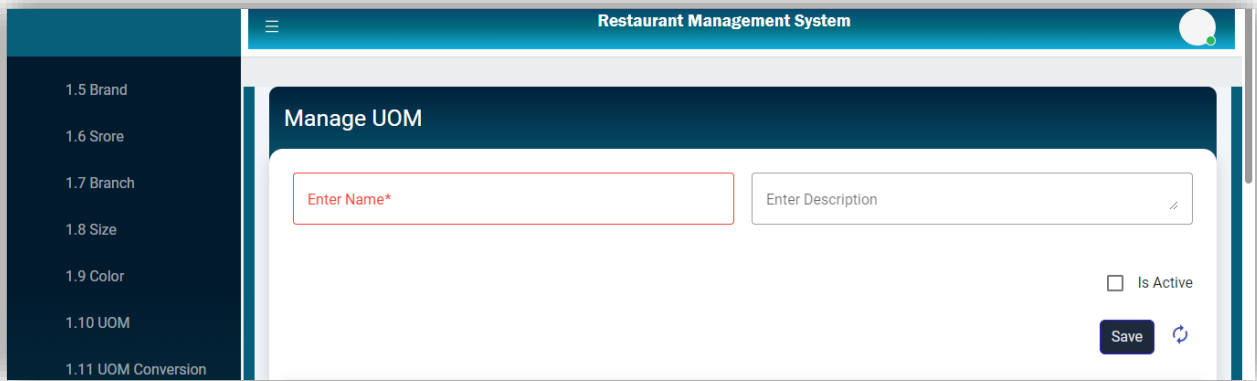 Restaurant Management System
1.5 Brand
1.6 Srore
1.7 Branch
1.8 Size
1.9 Color
1.10 UOM
1.11 UOM Conversion
Manage UOM
Enter Name*
Enter Description
Is Active
Save